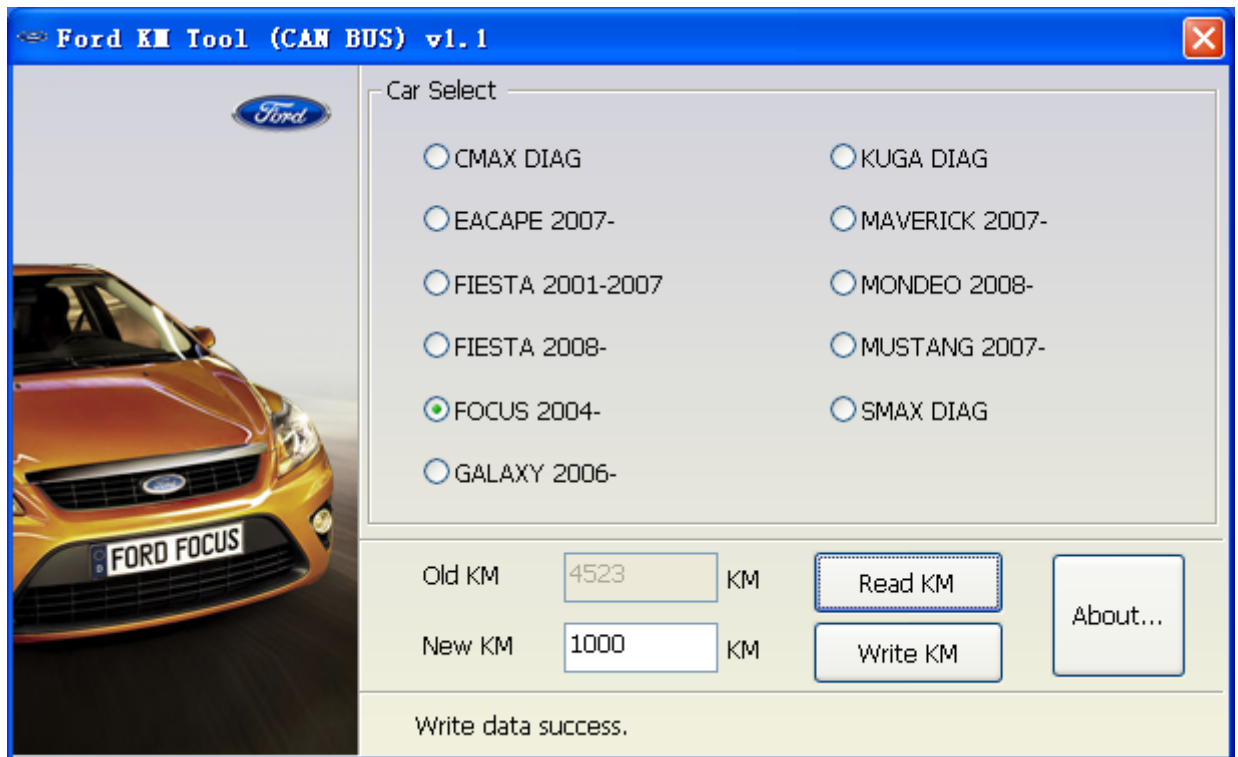 Ford KM Tool (CAN BUS) v1.1
Ford
Car Select
CMAX DIAG
KUGA DIAG
EACAPE 2007-
MAVERICK 2007-
FIESTA 2001-2007
MONDEO 2008-
FIESTA 2008-
MUSTANG 2007-
FOCUS 2004-
SMAX DIAG
GALAXY 2006-
FORD FOCUS
Old KM 4523 KM Read KM
About...
New KM 1000 KM Write KM
Write data success.